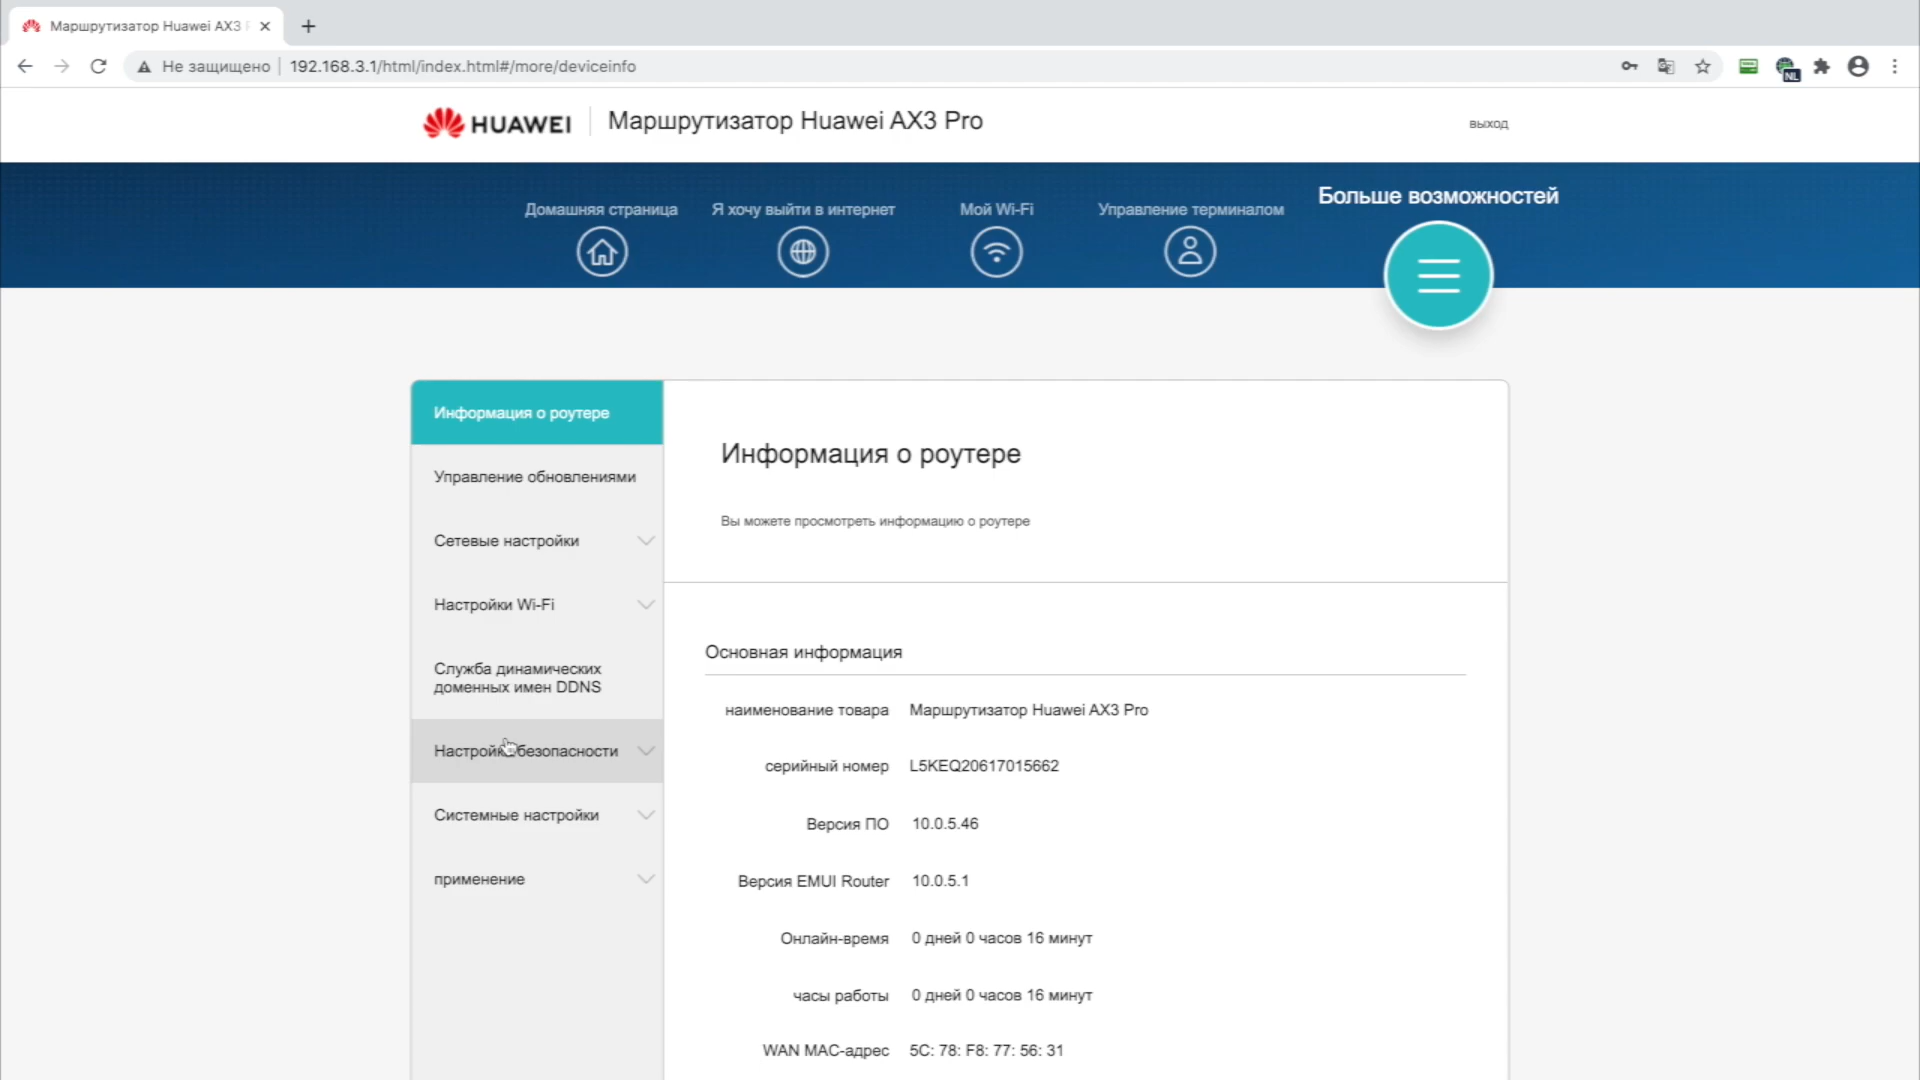 Маршрутизатор Huawei AX3
Не защищено
192.168.3.1/html/index.html#/more/deviceinfo
NL
HUAWEI
Маршрутизатор Huawei AX3 Pro
выход
Домашняя страница
Я хочу выйти в интернет
Мой Wi-Fi
Управление терминалом
Больше возможностей
Информация о роутере
Управление обновлениями
Сетевые настройки
Настройки Wi-Fi
Служба динамических
доменных имен DDNS
Настройки безопасности
Системные настройки
применение
Информация о роутере
Вы можете просмотреть информацию о роутере
Основная информация
наименование товара Маршрутизатор Huawei AX3 Pro
серийный номер L5KEQ20617015662
Версия ПО 10.0.5.46
Версия EMUI Router 10.0.5.1
Онлайн-время 0 дней 0 часов 16 минут
часы работы 0 дней 0 часов 16 минут
WAN MAC-адрес 5C: 78: F8: 77: 56: 31